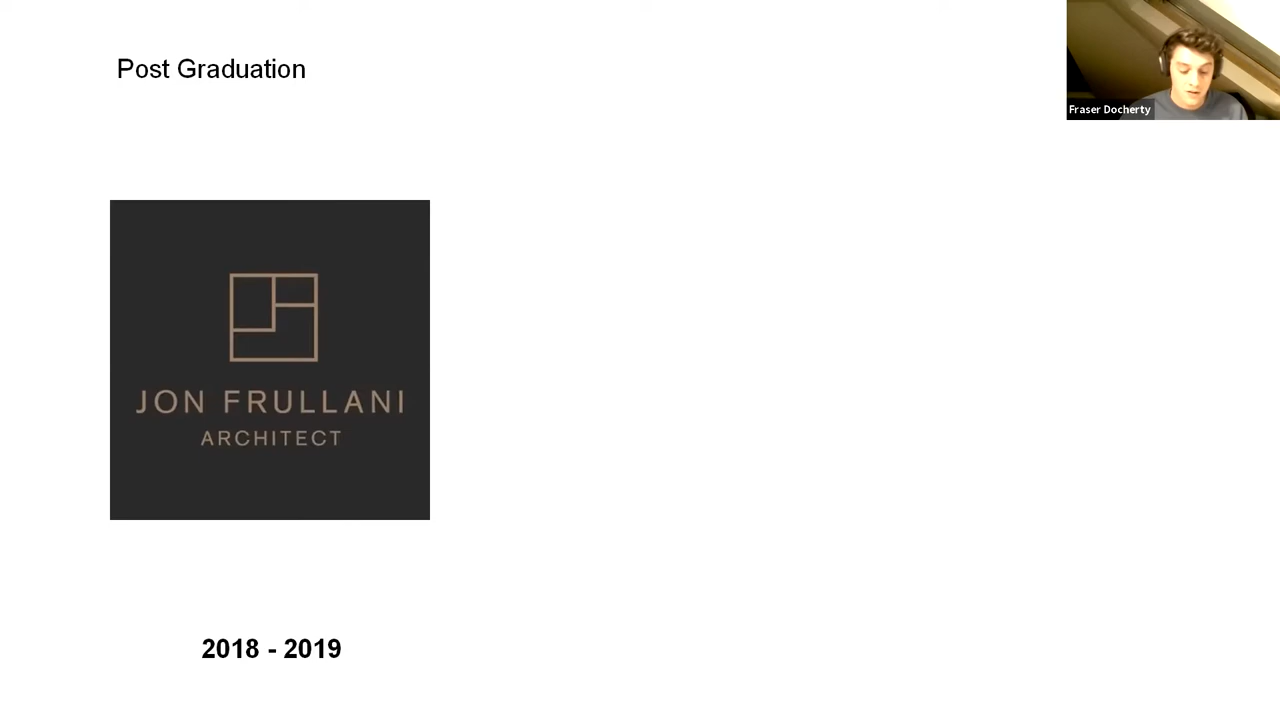 Post Graduation
Fraser Docherty
JON FRULLANI
ARCHITECT
2018 - 2019